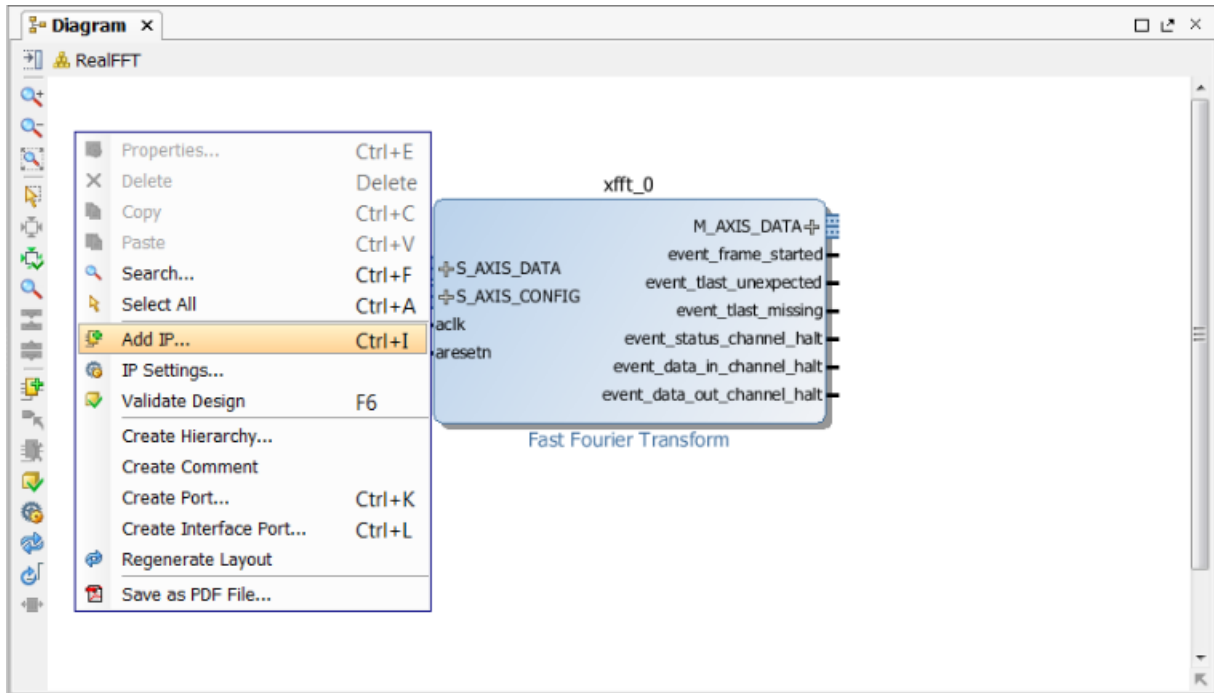 Diagram
RealFFT
Properties... Ctrl+E
Delete Delete
Copy Ctrl+C
Paste Ctrl+V
Search... Ctrl+F
Select All Ctrl+A
Add IP... Ctrl+I
IP Settings...
Validate Design F6
Create Hierarchy...
Create Comment
Create Port... Ctrl+K
Create Interface Port... Ctrl+L
Regenerate Layout
Save as PDF File...
xfft_0
S_AXIS_DATA
S_AXIS_CONFIG
aclk
aresetn
M_AXIS_DATA
event_frame_started
event_tlast_unexpected
event_tlast_missing
event_status_channel_halt
event_data_in_channel_halt
event_data_out_channel_halt
Fast Fourier Transform